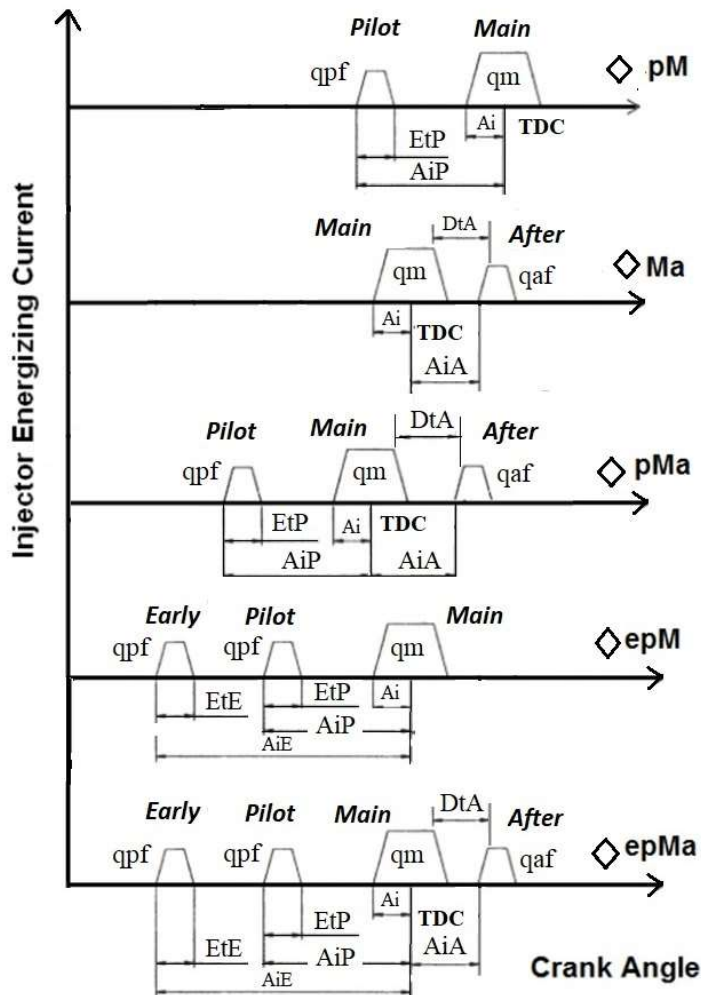 Injector Energizing Current
Pilot Main
qpf qm pM
Ai TDC
EtP
AiP
DtA
Main After
qm qaf Ma
Ai TDC
AiA
DtA
Pilot Main After
qpf qm qaf pMa
EtP Ai TDC
AiP AiA
Early Pilot Main
qpf qpf qm epM
EtE EtP Ai
AiP
AiE
DtA
Early Pilot Main After
qpf qpf qm qaf epMa
Ai
EtP TDC
EtE AiP AiA
AiE
Crank Angle